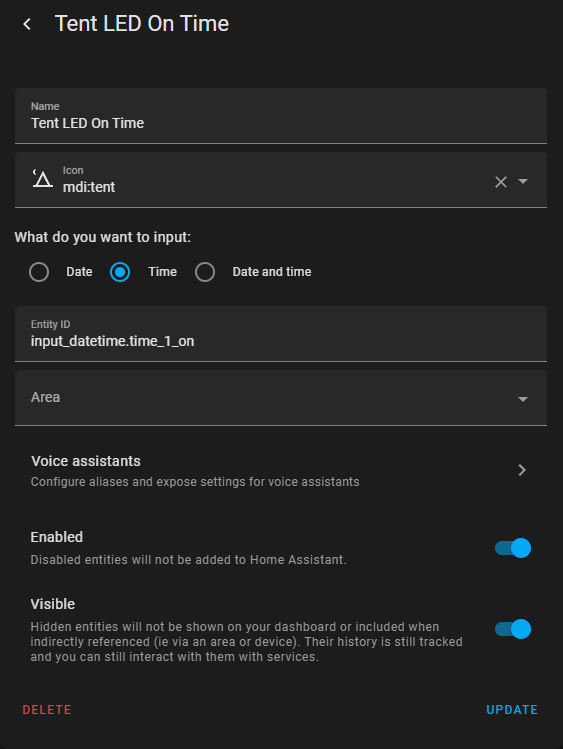 Tent LED On Time
Name
Tent LED On Time
Icon
mdi:tent
What do you want to input:
Date
Time
Date and time
Entity ID
input_datetime.time_1_on
Area
Voice assistants
Configure aliases and expose settings for voice assistants
Enabled
Disabled entities will not be added to Home Assistant.
Visible
Hidden entities will not be shown on your dashboard or included when
indirectly referenced (ie via an area or device). Their history is still tracked
and you can still interact with them with services.
DELETE
UPDATE